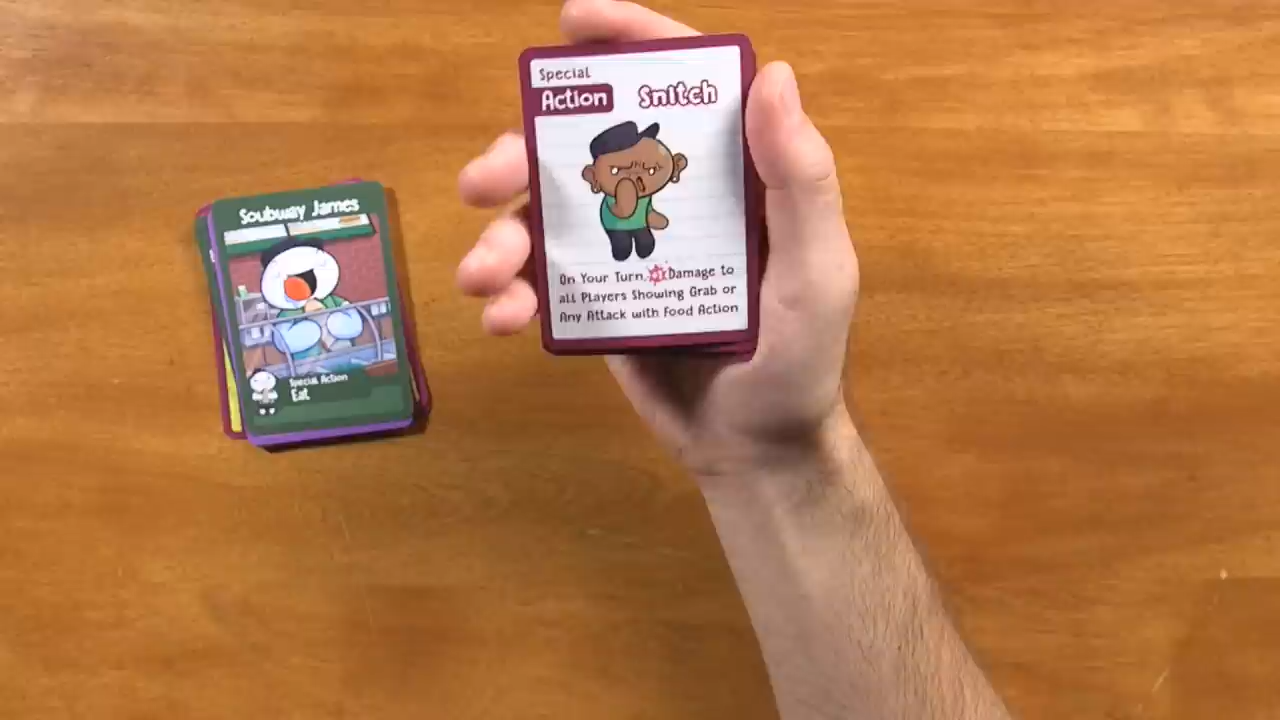 Special
Action Snitch
On Your Turn, Damage to
all Players Showing Grab or
Any Attack with Food Action
Soubway James
Special Action
Eat